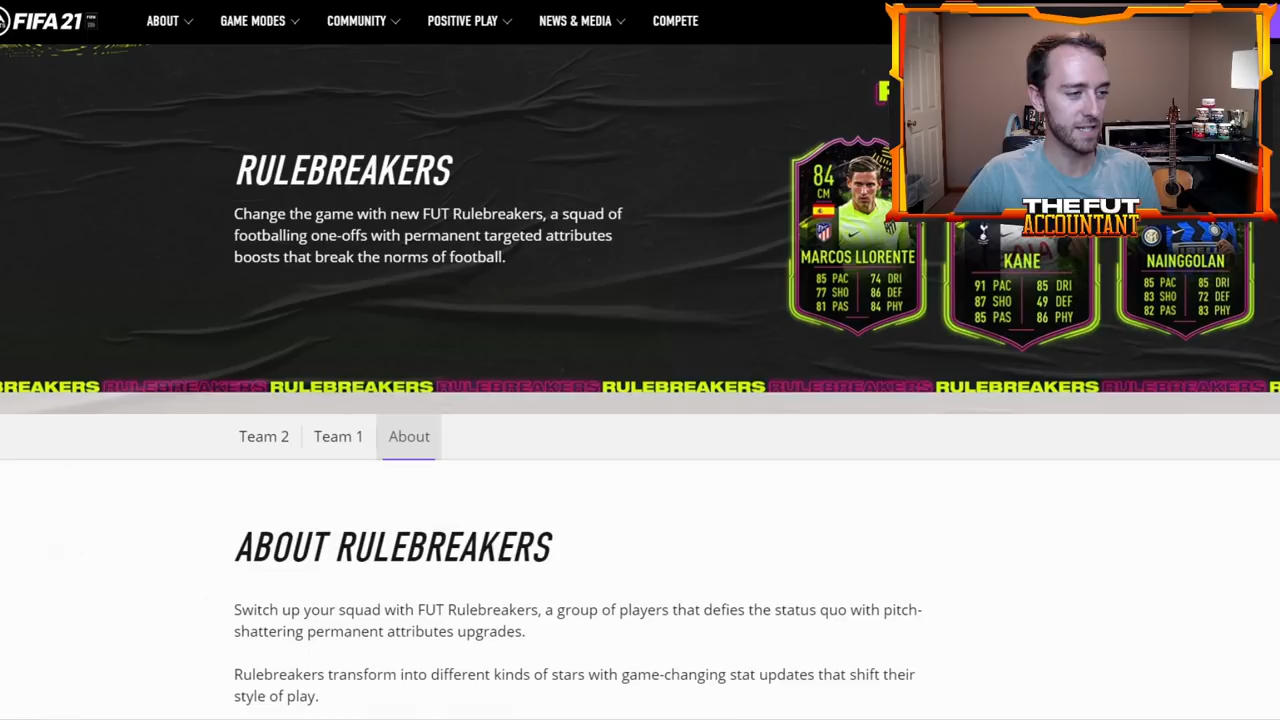 FIFA 21
ABOUT GAME MODES COMMUNITY POSITIVE PLAY NEWS & MEDIA COMPETE
RULEBREAKERS
Change the game with new FUT Rulebreakers, a squad of
footballing one-offs with permanent targeted attributes
boosts that break the norms of football.
84
CM
MARCOS LLORENTE
85 PAC 74 DRI
77 SHO 86 DEF
81 PAS 84 PHY
KANE
91 PAC 85 DRI
87 SHO 49 DEF
85 PAS 86 PHY
NAINGGOLAN
85 PAC 85 DRI
83 SHO 72 DEF
82 PAS 83 PHY
THE FUT
ACCOUNTANT
BREAKERS RULEBREAKERS RULEBREAKERS RULEBREAKERS RULEBREAKERS RULEBREAKERS RULEBREAKERS
Team 2 Team 1 About
ABOUT RULEBREAKERS
Switch up your squad with FUT Rulebreakers, a group of players that defies the status quo with pitch-
shattering permanent attributes upgrades.
Rulebreakers transform into different kinds of stars with game-changing stat updates that shift their
style of play.